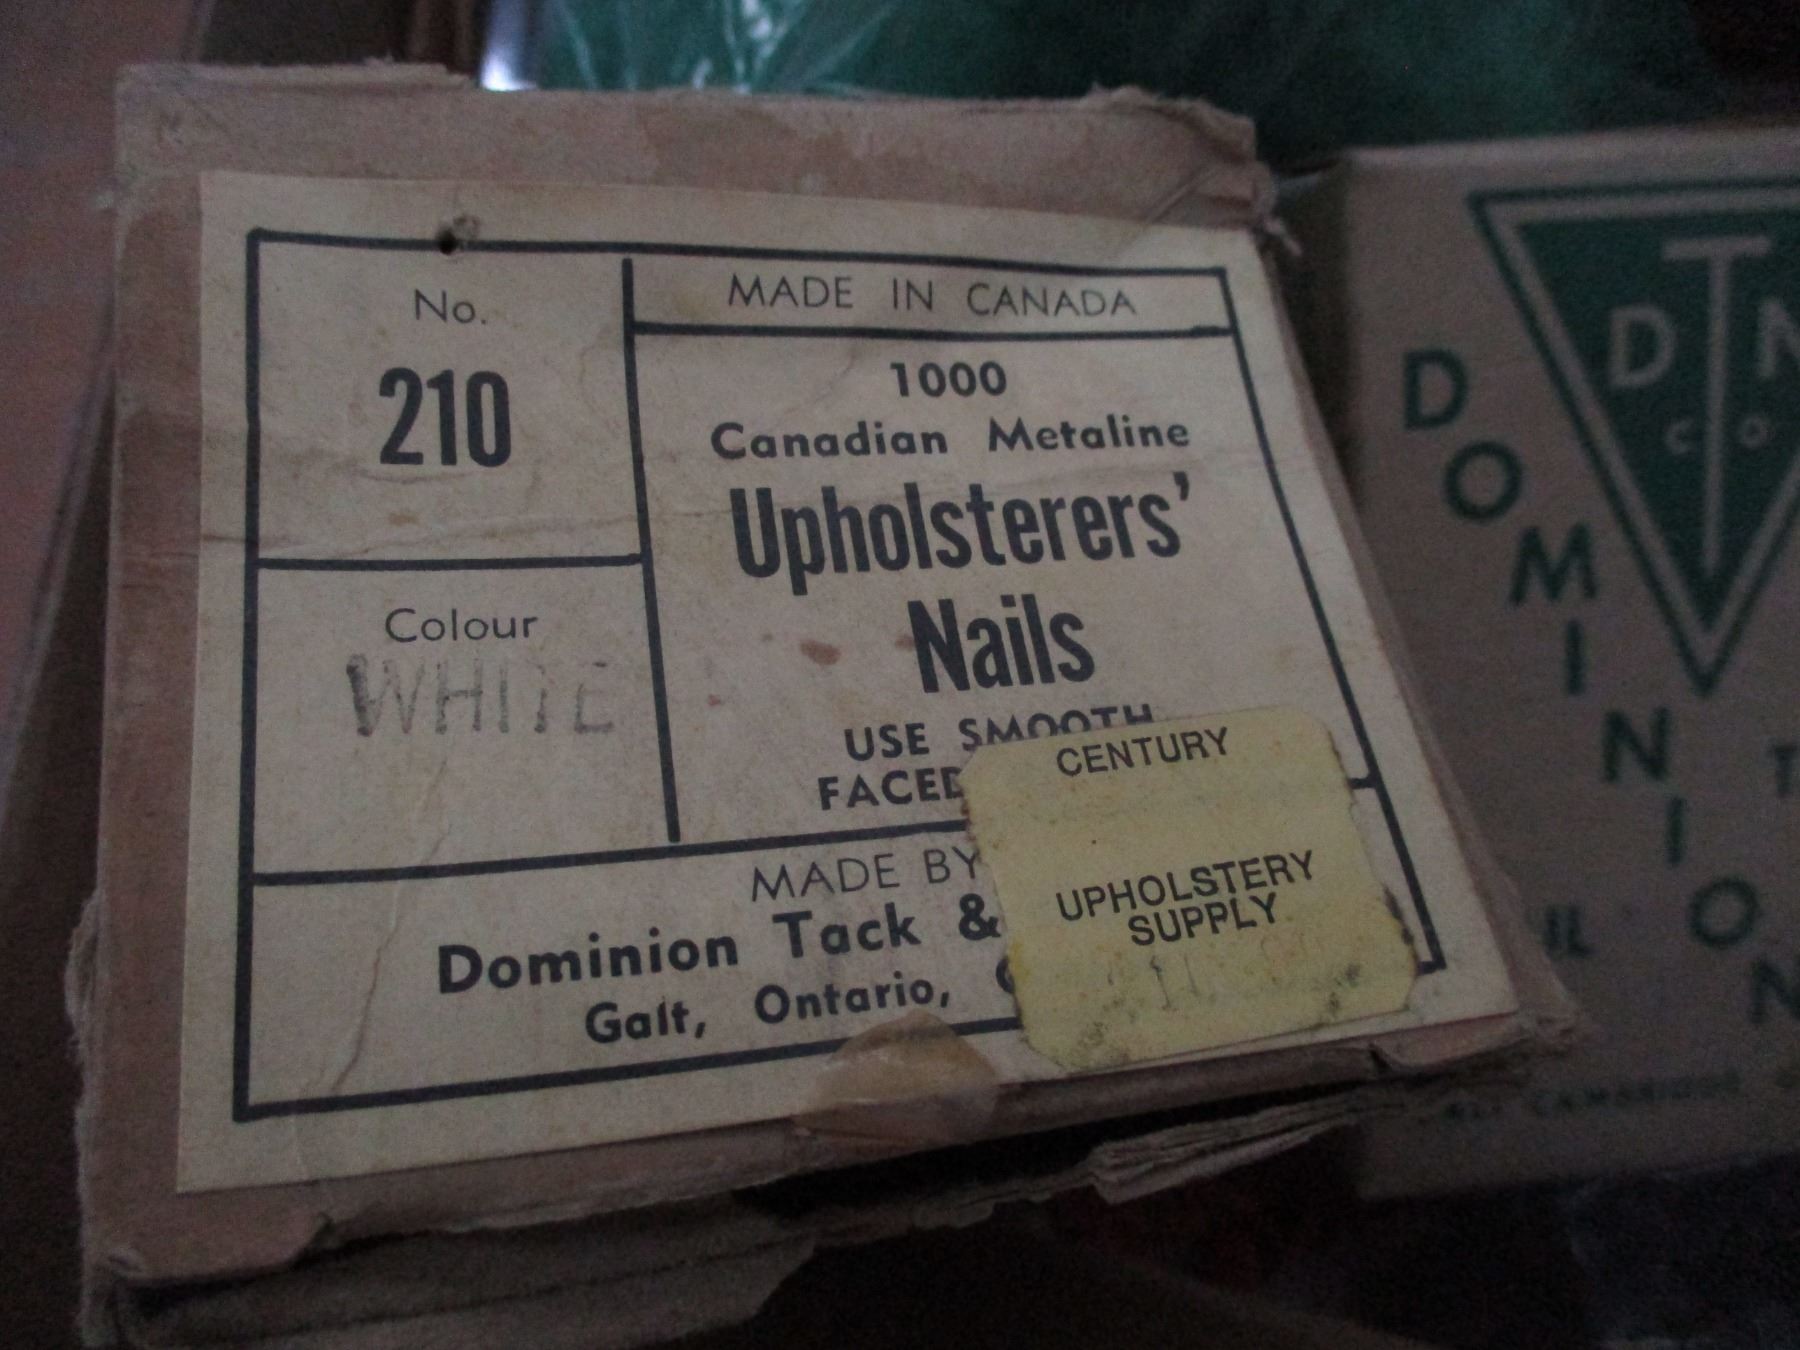 No.
210
Colour
WHITE
MADE IN CANADA
1000
Canadian Metaline
Upholsterers'
Nails
USE SMOOTH
FACED
MADE BY
Dominion Tack &
Galt, Ontario,
CENTURY
UPHOLSTERY
SUPPLY
DTN
CO
DOMINION